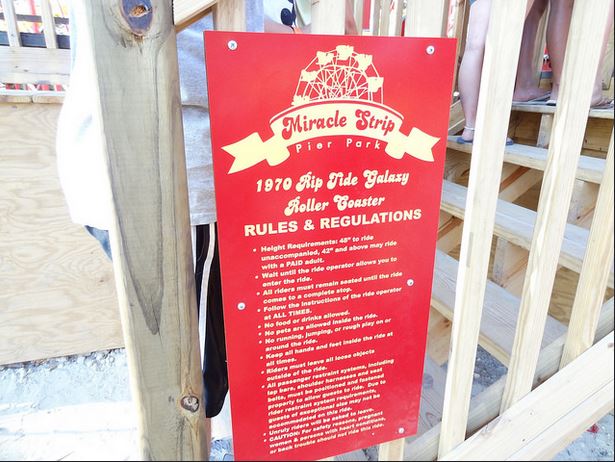 Miracle Strip
Pier Park
1970 Rip Tide Galaxy
Roller Coaster
RULES & REGULATIONS
• Height Requirements: 48" to ride
unaccompanied, 42" and above may ride
with a PAID adult.
• Wait until the ride operator allows you to
enter the ride.
• All riders must remain seated until the ride
comes to a complete stop.
• Follow the instructions of the ride operator
at ALL TIMES.
• No food or drinks allowed.
• No pets are allowed inside the ride.
• No running, jumping, or rough play on or
around the ride.
• Keep all hands and feet inside the ride at
all times.
• Riders must leave all loose objects
outside of the ride.
• All passenger restraint systems, including
lap bars, shoulder harnesses and seat
belts, must be positioned and fastened
properly to allow guests to ride. Due to
rider restraint system requirements,
guests of exceptional size may not be
accommodated on this ride.
• Unruly riders will be asked to leave.
• CAUTION: For safety reasons, pregnant
women & persons with heart conditions
or back trouble should not ride this ride.